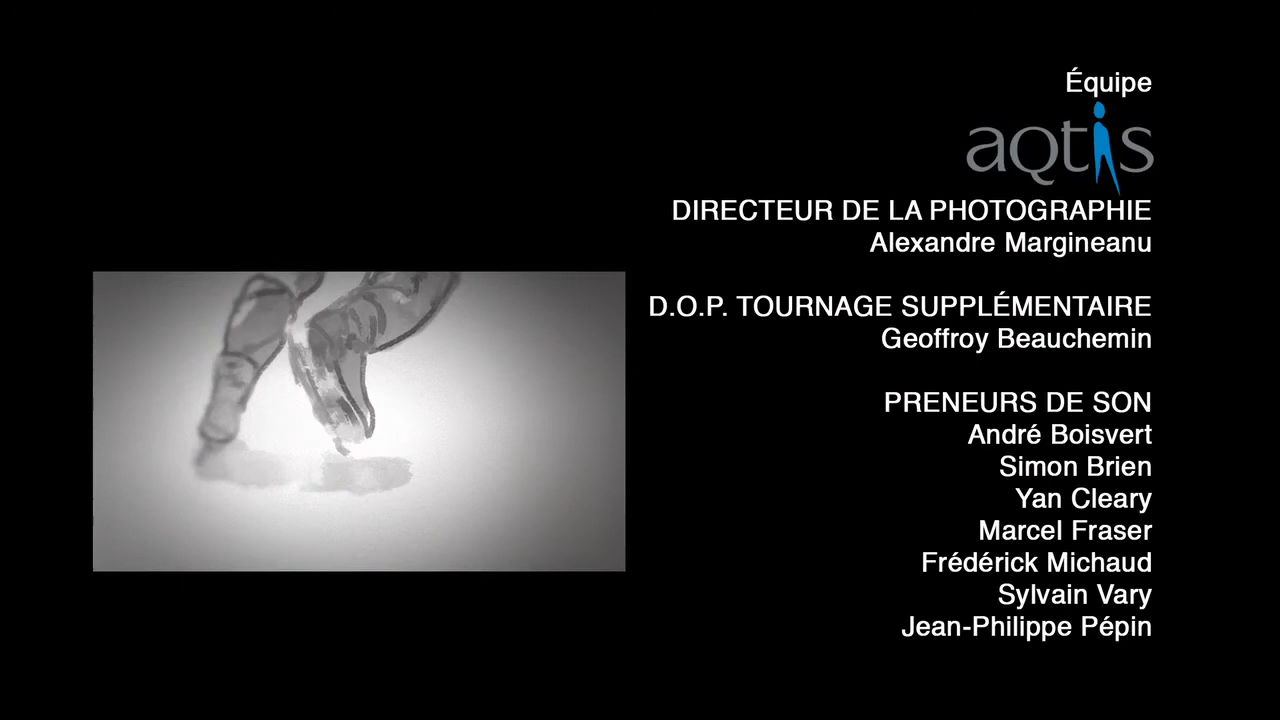 Équipe
aqtis
DIRECTEUR DE LA PHOTOGRAPHIE
Alexandre Margineanu
D.O.P. TOURNAGE SUPPLÉMENTAIRE
Geoffroy Beauchemin
PRENEURS DE SON
André Boisvert
Simon Brien
Yan Cleary
Marcel Fraser
Frédérick Michaud
Sylvain Vary
Jean-Philippe Pépin